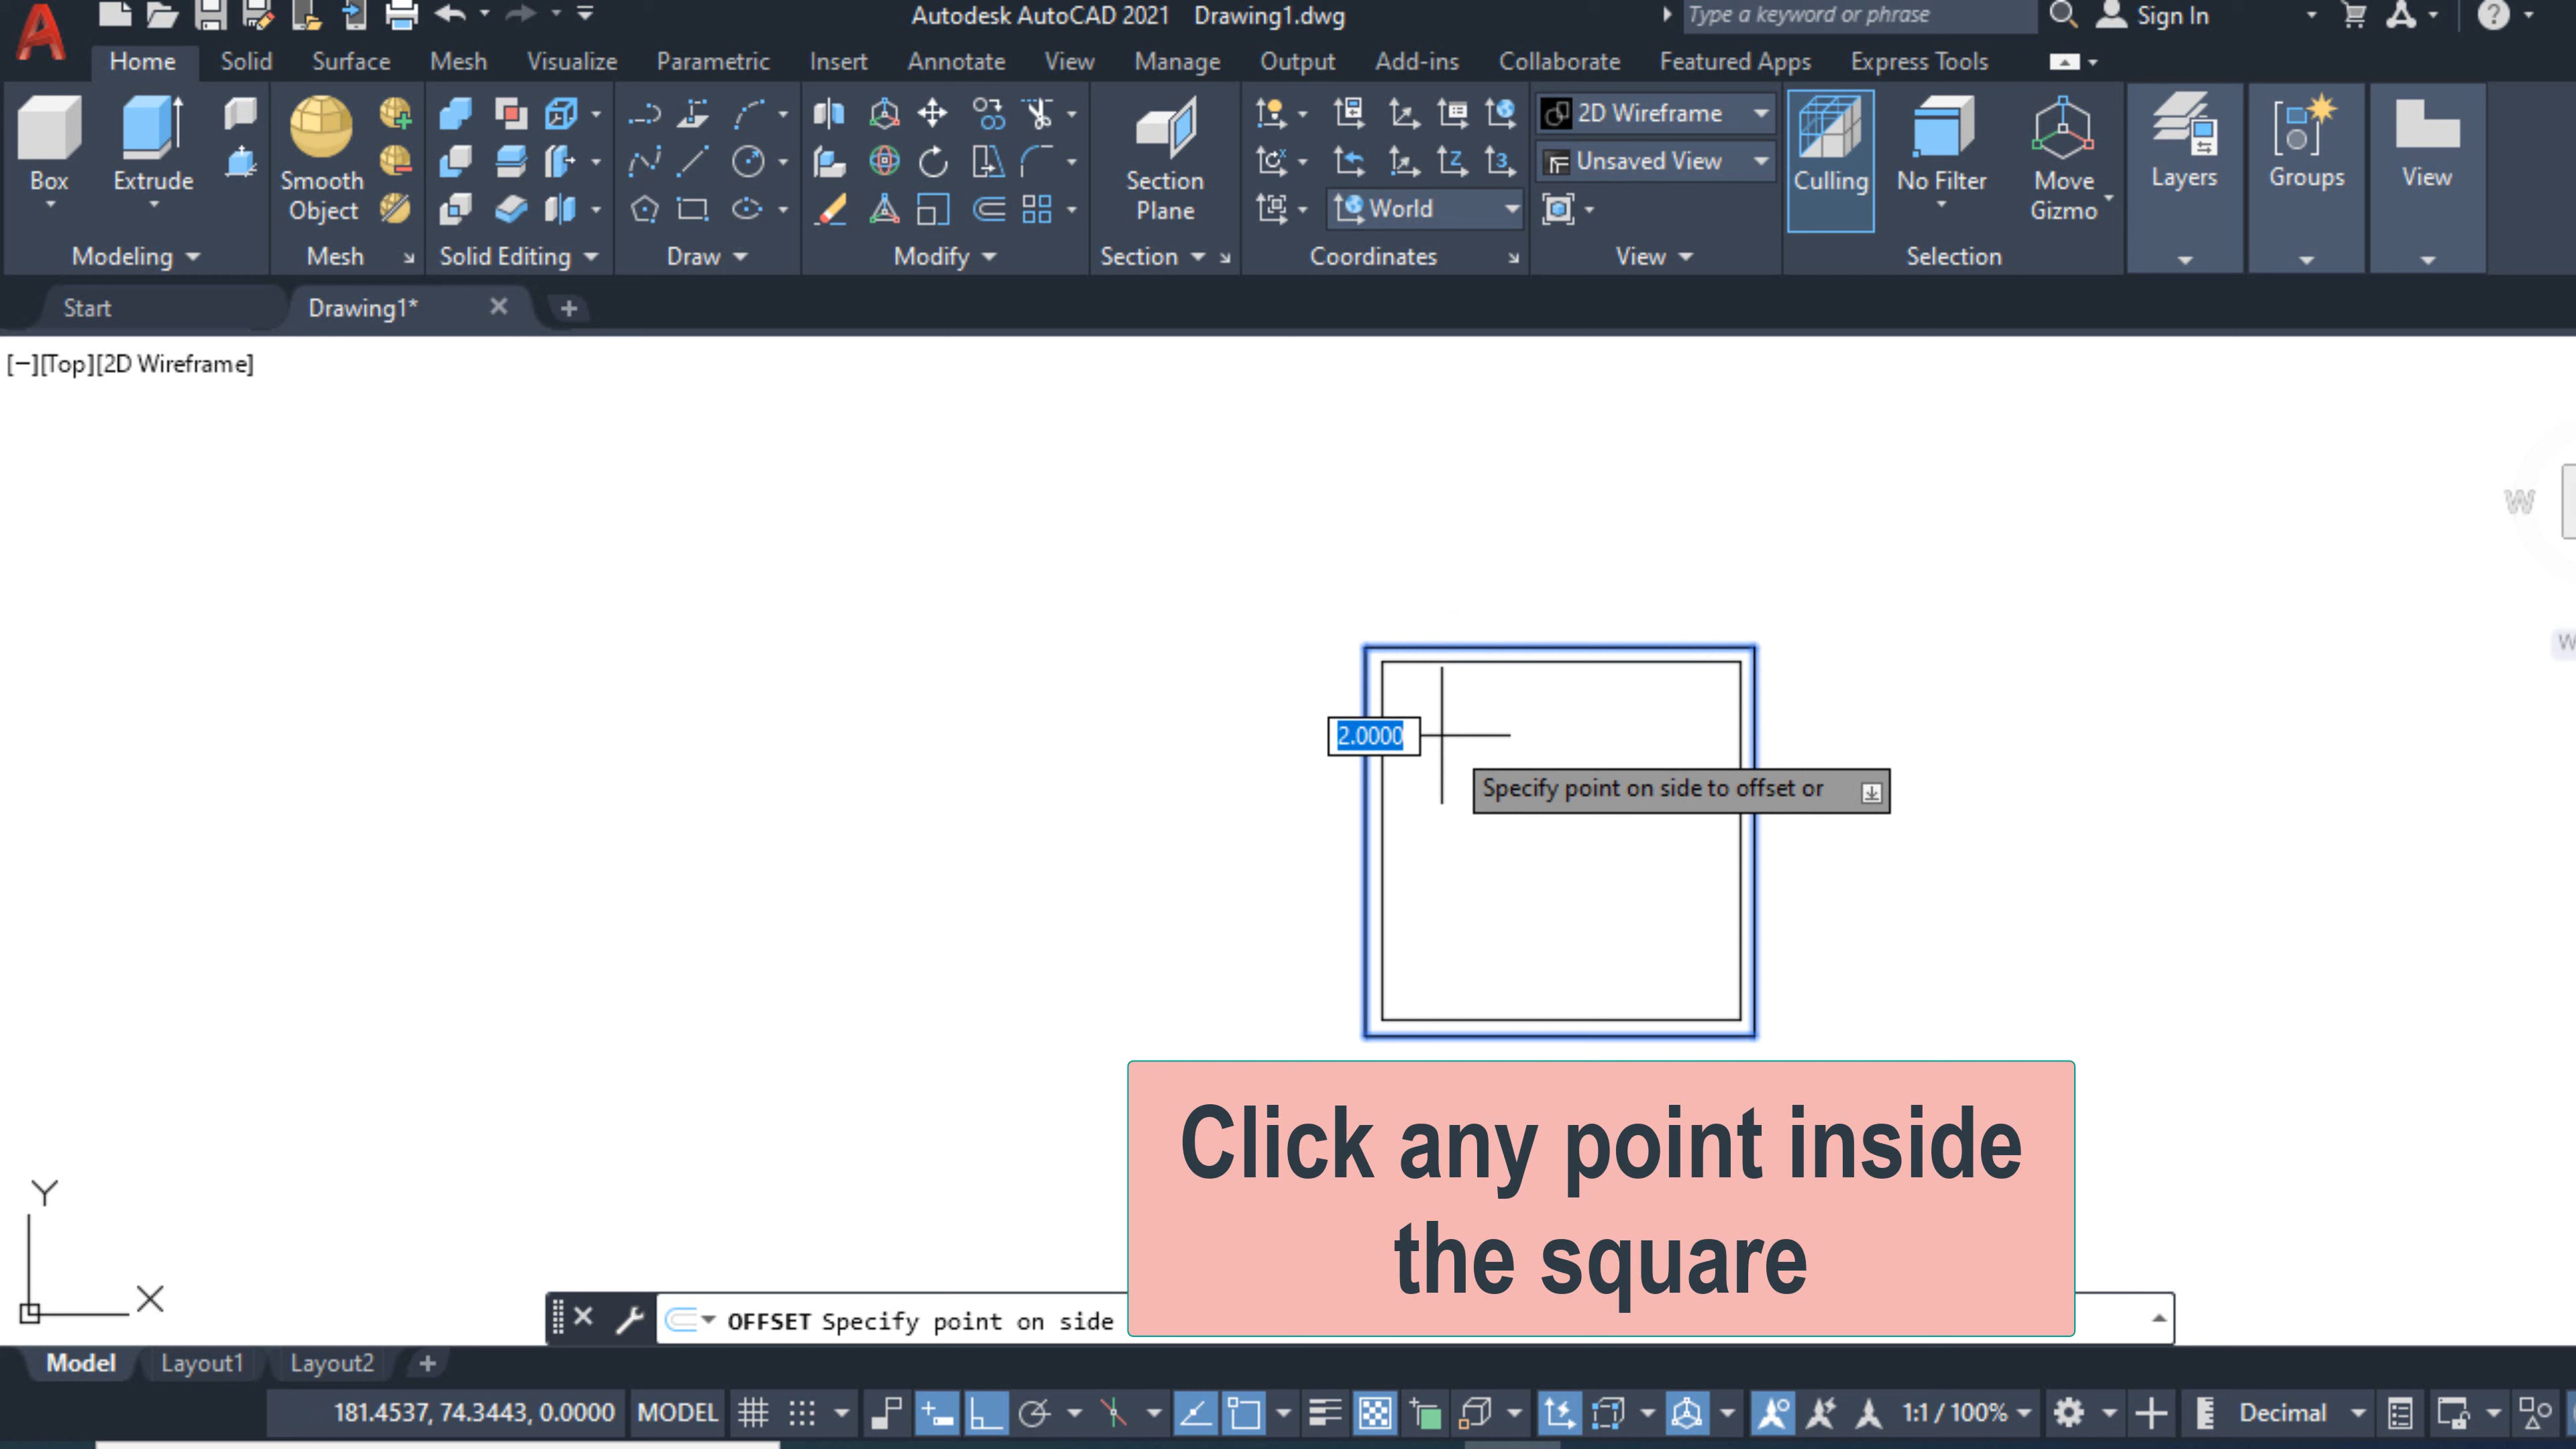 Autodesk AutoCAD 2021 Drawing1.dwg
Type a keyword or phrase
Sign In
Home Solid Surface Mesh Visualize Parametric Insert Annotate View Manage Output Add-ins Collaborate Featured Apps Express Tools
Box
Extrude
Smooth Object
Section Plane
2D Wireframe
Unsaved View
World
Culling
No Filter
Move Gizmo
Layers
Groups
View
Modeling Mesh Solid Editing Draw Modify Section Coordinates View Selection
Start Drawing1*
[−][Top][2D Wireframe]
W
W
2.0000
Specify point on side to offset or
Click any point inside
the square
Y
X
OFFSET Specify point on side
Model Layout1 Layout2
181.4537, 74.3443, 0.0000 MODEL 1:1 / 100% Decimal